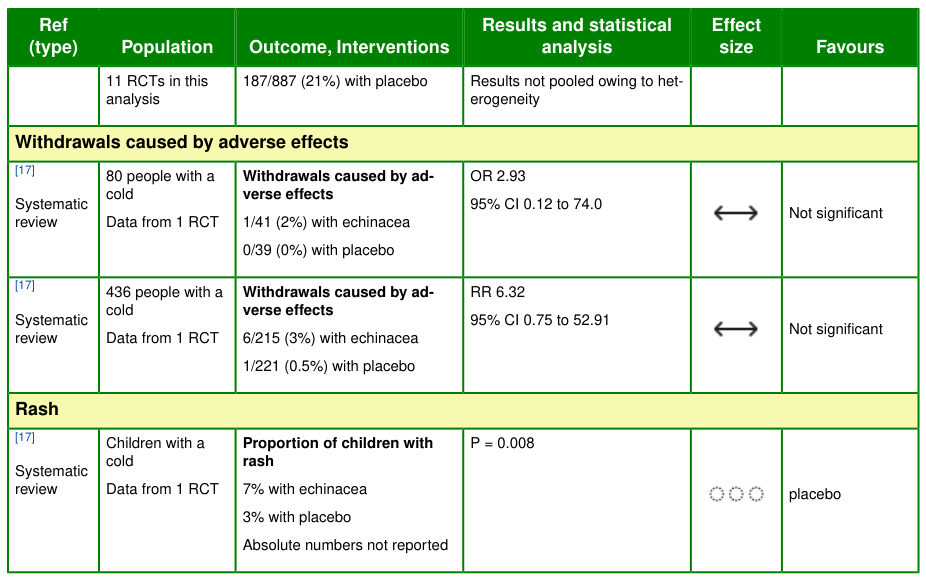 Ref (type) Population Outcome, Interventions Results and statistical analysis Effect size Favours
11 RCTs in this
analysis
187/887 (21%) with placebo
Results not pooled owing to het-
erogeneity
Withdrawals caused by adverse effects
[17]
Systematic
review
80 people with a
cold
Data from 1 RCT
Withdrawals caused by ad-
verse effects
1/41 (2%) with echinacea
0/39 (0%) with placebo
OR 2.93
95% CI 0.12 to 74.0
Not significant
[17]
Systematic
review
436 people with a
cold
Data from 1 RCT
Withdrawals caused by ad-
verse effects
6/215 (3%) with echinacea
1/221 (0.5%) with placebo
RR 6.32
95% CI 0.75 to 52.91
Not significant
Rash
[17]
Systematic
review
Children with a
cold
Data from 1 RCT
Proportion of children with
rash
7% with echinacea
3% with placebo
Absolute numbers not reported
P = 0.008
placebo